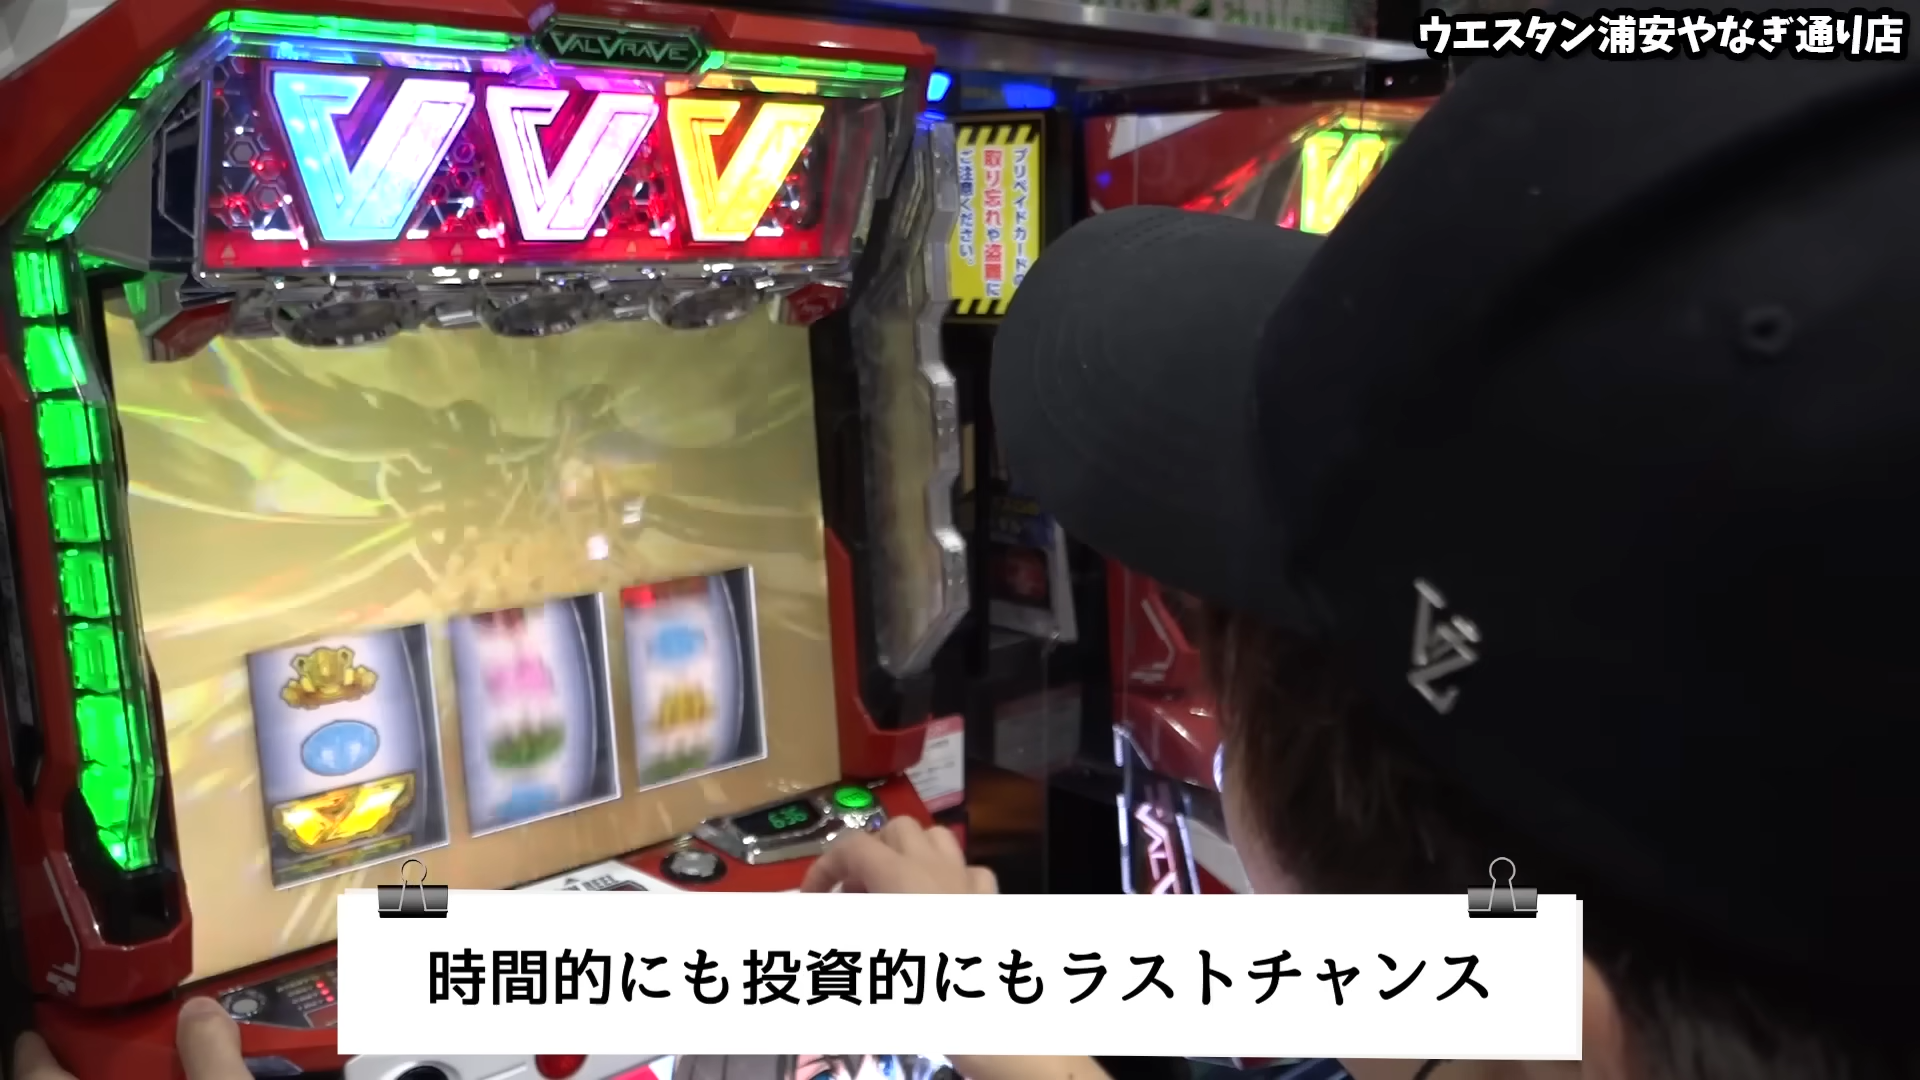 ウエスタン浦安やなぎ通り店
VALVRAVE
VVV
プリペイドカードの
取り忘れや盗難に
ご注意ください。
時間的にも投資的にもラストチャンス